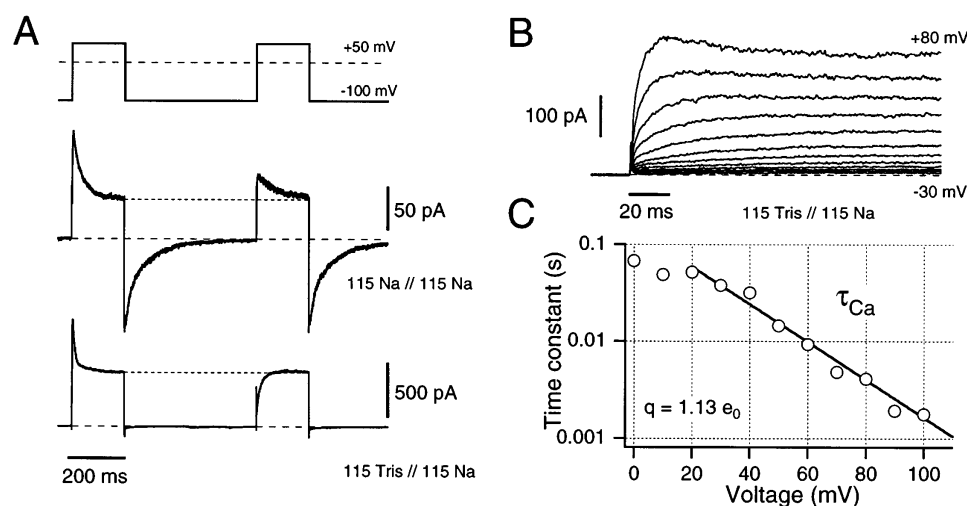 A
+50 mV
-100 mV
50 pA
115 Na // 115 Na
500 pA
200 ms
115 Tris // 115 Na
B
+80 mV
100 pA
-30 mV
20 ms
115 Tris // 115 Na
C
0.1
0.01
0.001
Time constant (s)
τCa
q = 1.13 e0
0 20 40 60 80 100
Voltage (mV)